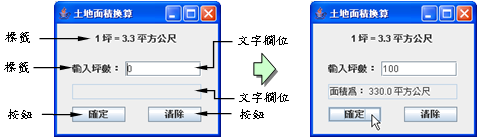 土地面積換算
標籤
1 坪 = 3.3 平方公尺
標籤
輸入坪數：
0
文字欄位
文字欄位
按鈕
確定
清除
按鈕
土地面積換算
1 坪 = 3.3 平方公尺
輸入坪數：
100
面積為： 330.0 平方公尺
確定
清除